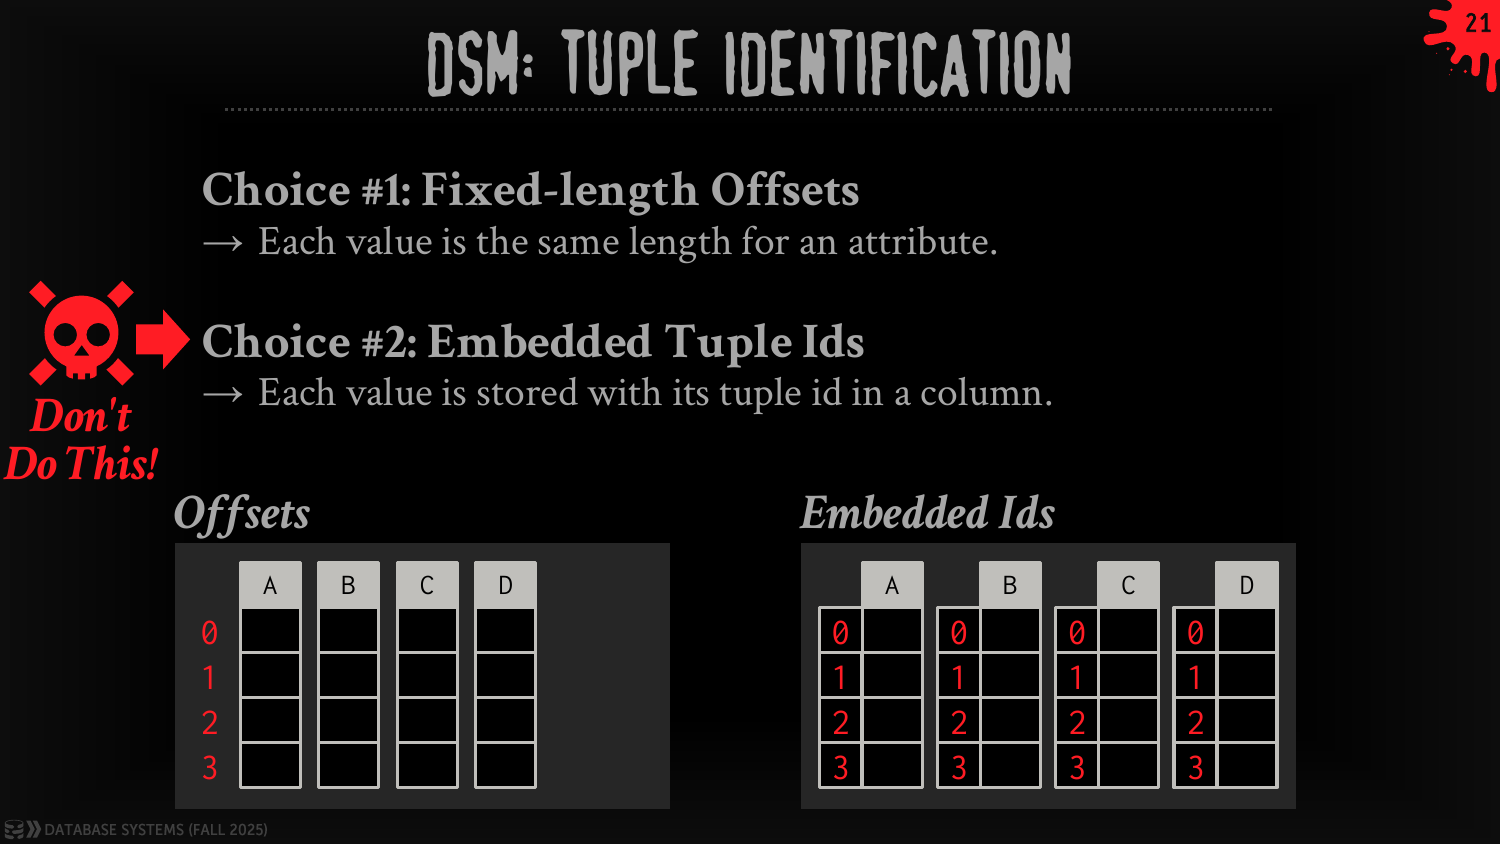 21
DSM: TUPLE IDENTIFICATION
Choice #1: Fixed-length Offsets
→ Each value is the same length for an attribute.
Choice #2: Embedded Tuple Ids
→ Each value is stored with its tuple id in a column.
Don't
Do This!
Offsets
A B C D
0
1
2
3
Embedded Ids
A B C D
0 0 0 0
1 1 1 1
2 2 2 2
3 3 3 3
DATABASE SYSTEMS (FALL 2025)